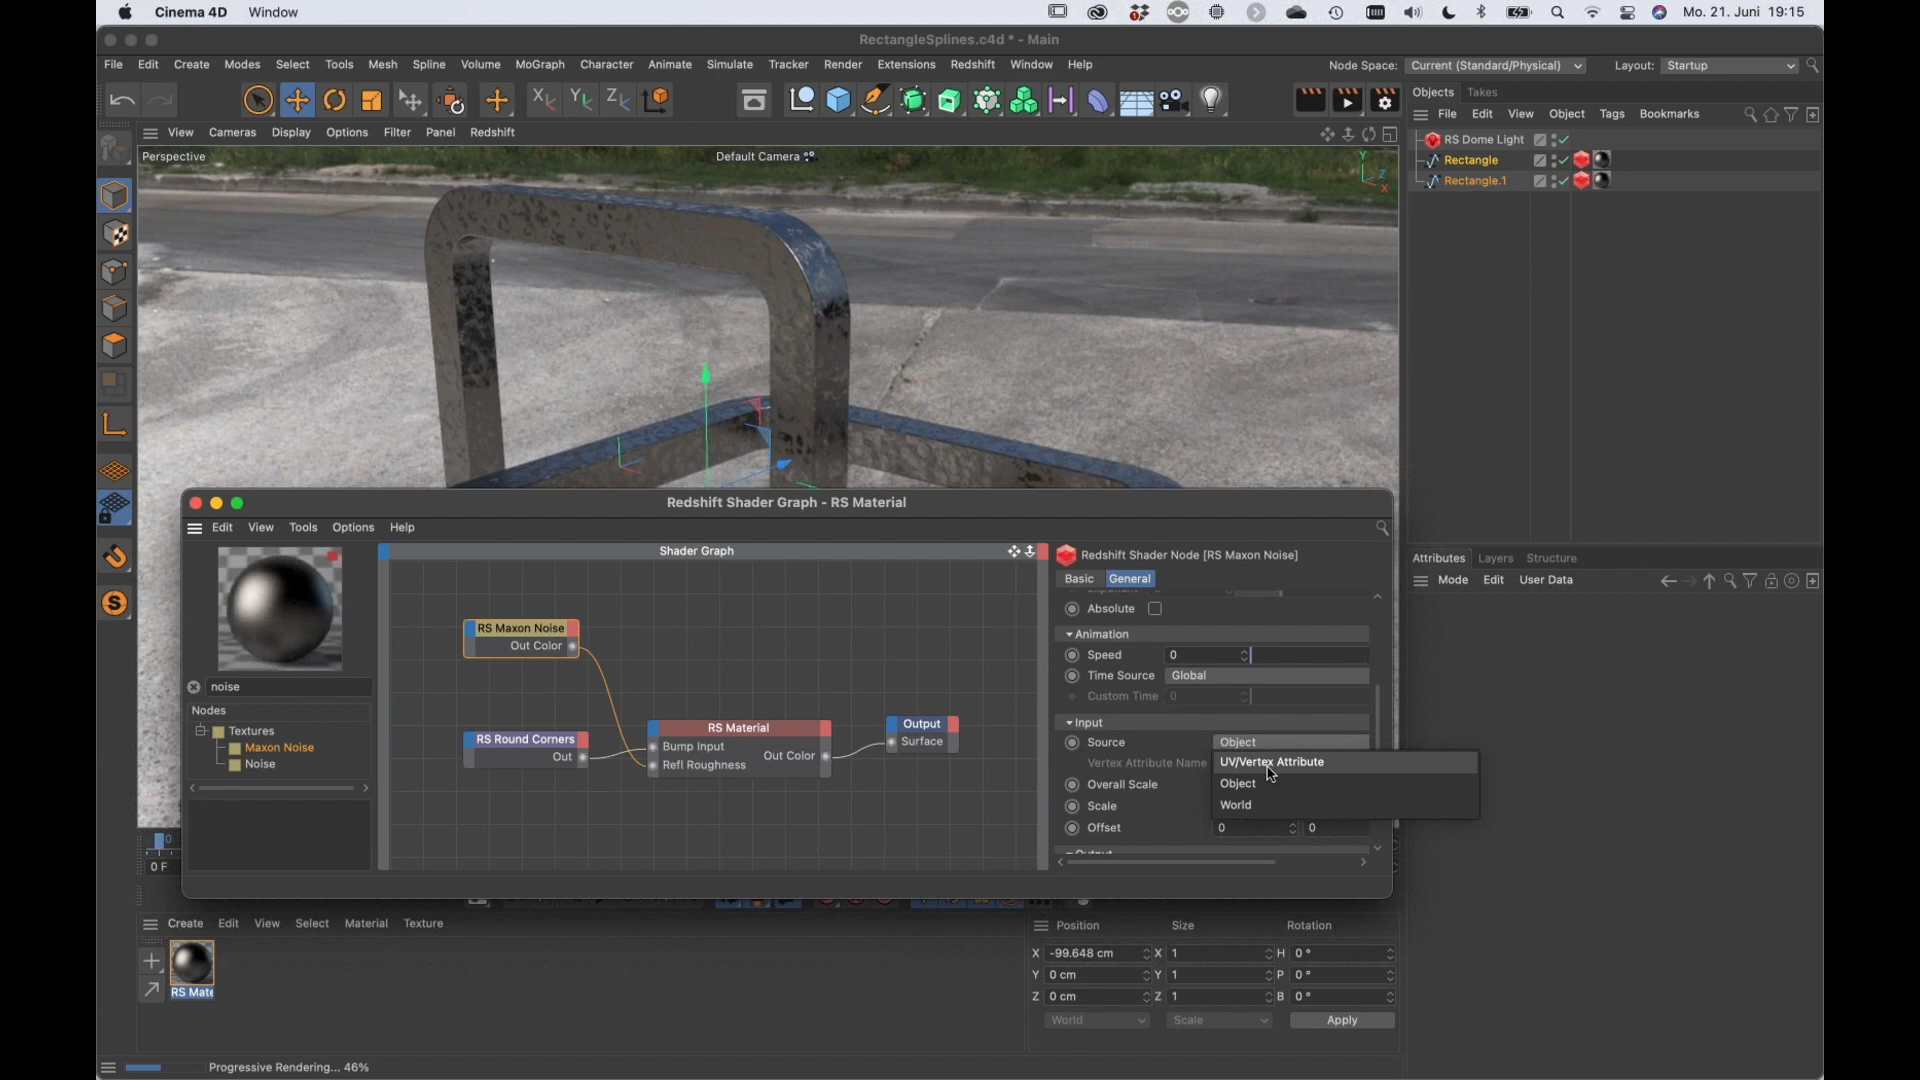 Cinema 4D Window
Mo. 21. Juni 19:15
RectangleSplines.c4d * - Main
File Edit Create Modes Select Tools Mesh Spline Volume MoGraph Character Animate Simulate Tracker Render Extensions Redshift Window Help
Node Space: Current (Standard/Physical) Layout: Startup
Objects Takes
File Edit View Object Tags Bookmarks
RS Dome Light
Rectangle
Rectangle.1
View Cameras Display Options Filter Panel Redshift
Perspective
Default Camera
Y
Z
X
Redshift Shader Graph - RS Material
Edit View Tools Options Help
Shader Graph
noise
Nodes
Textures
Maxon Noise
Noise
RS Maxon Noise
Out Color
RS Round Corners
Out
RS Material
Bump Input
Out Color
Refl Roughness
Output
Surface
Redshift Shader Node [RS Maxon Noise]
Basic General
Absolute
Animation
Speed 0
Time Source Global
Custom Time 0
Input
Source Object
Vertex Attribute Name
UV/Vertex Attribute
Object
World
Overall Scale
Scale
Offset 0 0
Output
Attributes Layers Structure
Mode Edit User Data
0
0 F
Create Edit View Select Material Texture
RS Mate
Position Size Rotation
X -99.648 cm X 1 H 0 °
Y 0 cm Y 1 P 0 °
Z 0 cm Z 1 B 0 °
World Scale Apply
Progressive Rendering... 46%